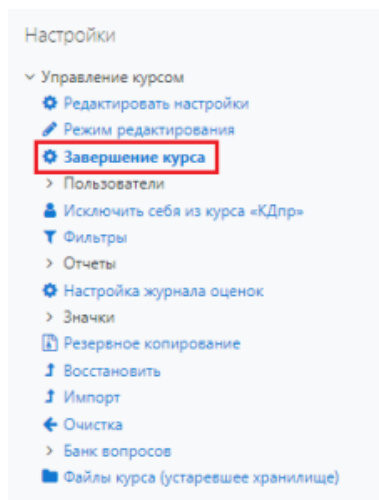 Настройки
Управление курсом
Редактировать настройки
Режим редактирования
Завершение курса
Пользователи
Исключить себя из курса «КДпр»
Фильтры
Отчеты
Настройка журнала оценок
Значки
Резервное копирование
Восстановить
Импорт
Очистка
Банк вопросов
Файлы курса (устаревшее хранилище)